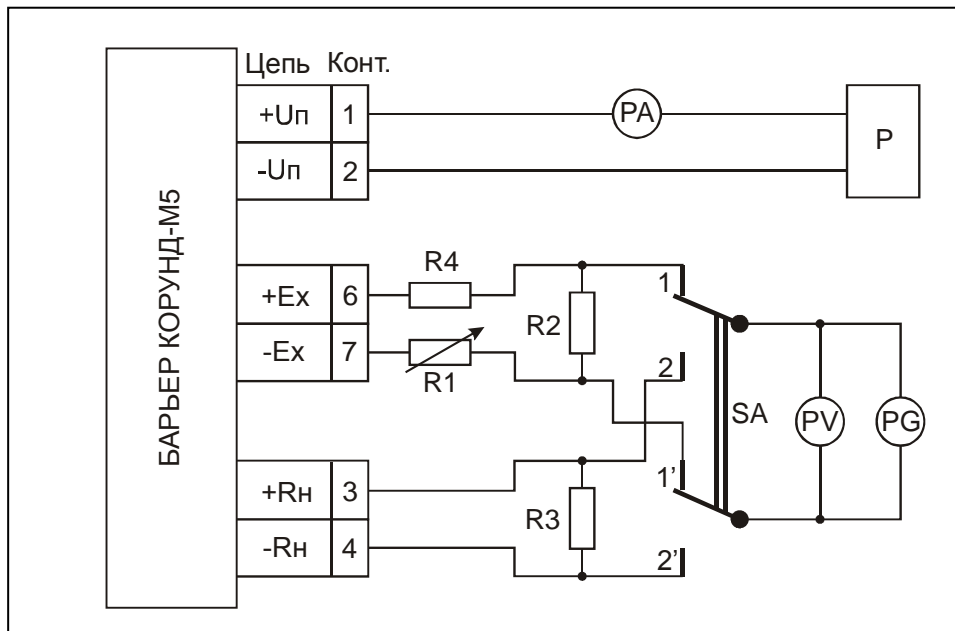 Цепь Конт.
+Uп 1
-Uп 2
PA
P
БАРЬЕР КОРУНД-М5
+Ex 6
-Ex 7
R4
R1
R2
1
2
SA
PV
PG
+Rн 3
-Rн 4
R3
1’
2’